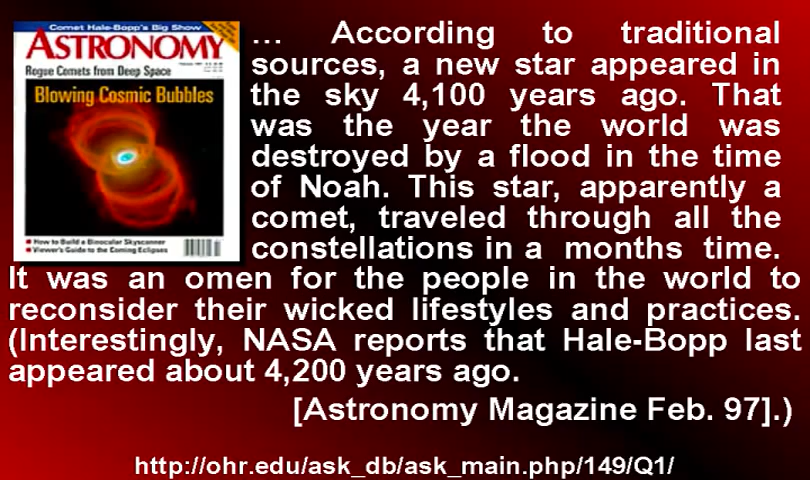 Comet Hale-Bopp's Big Show
ASTRONOMY
Rogue Comets from Deep Space
Blowing Cosmic Bubbles
How to Build a Binocular Skyscanner
Viewer's Guide to the Coming Eclipses
... According to traditional
sources, a new star appeared in
the sky 4,100 years ago. That
was the year the world was
destroyed by a flood in the time
of Noah. This star, apparently a
comet, traveled through all the
constellations in a months time.
It was an omen for the people in the world to
reconsider their wicked lifestyles and practices.
(Interestingly, NASA reports that Hale-Bopp last
appeared about 4,200 years ago.
[Astronomy Magazine Feb. 97].)
http://ohr.edu/ask_db/ask_main.php/149/Q1/